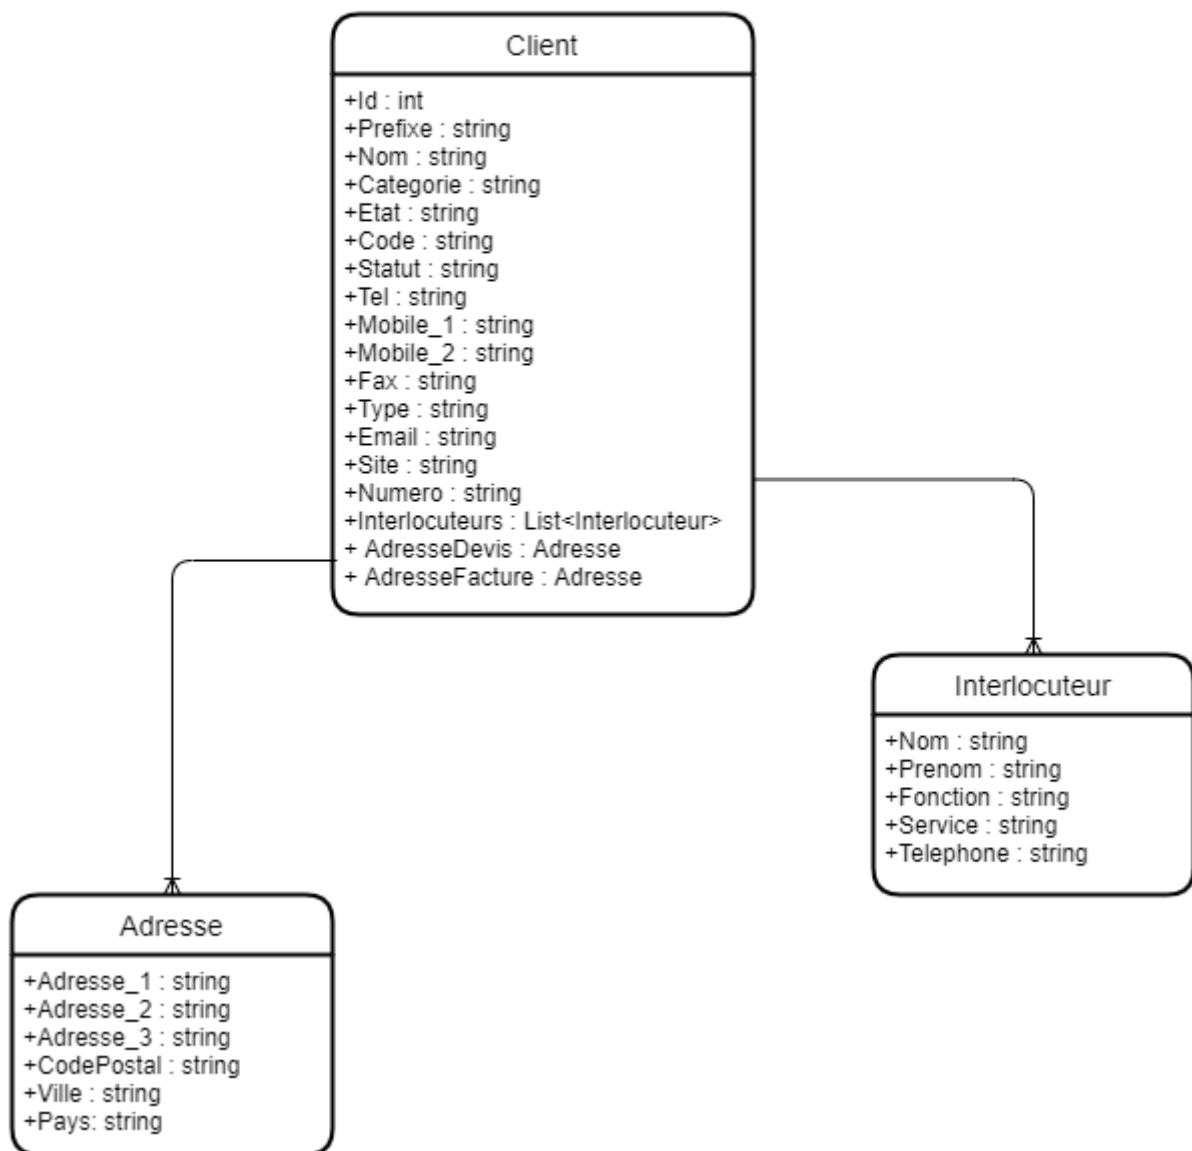 Client
+Id : int
+Prefixe : string
+Nom : string
+Categorie : string
+Etat : string
+Code : string
+Statut : string
+Tel : string
+Mobile_1 : string
+Mobile_2 : string
+Fax : string
+Type : string
+Email : string
+Site : string
+Numero : string
+Interlocuteurs : List<Interlocuteur>
+ AdresseDevis : Adresse
+ AdresseFacture : Adresse
Interlocuteur
+Nom : string
+Prenom : string
+Fonction : string
+Service : string
+Telephone : string
Adresse
+Adresse_1 : string
+Adresse_2 : string
+Adresse_3 : string
+CodePostal : string
+Ville : string
+Pays: string